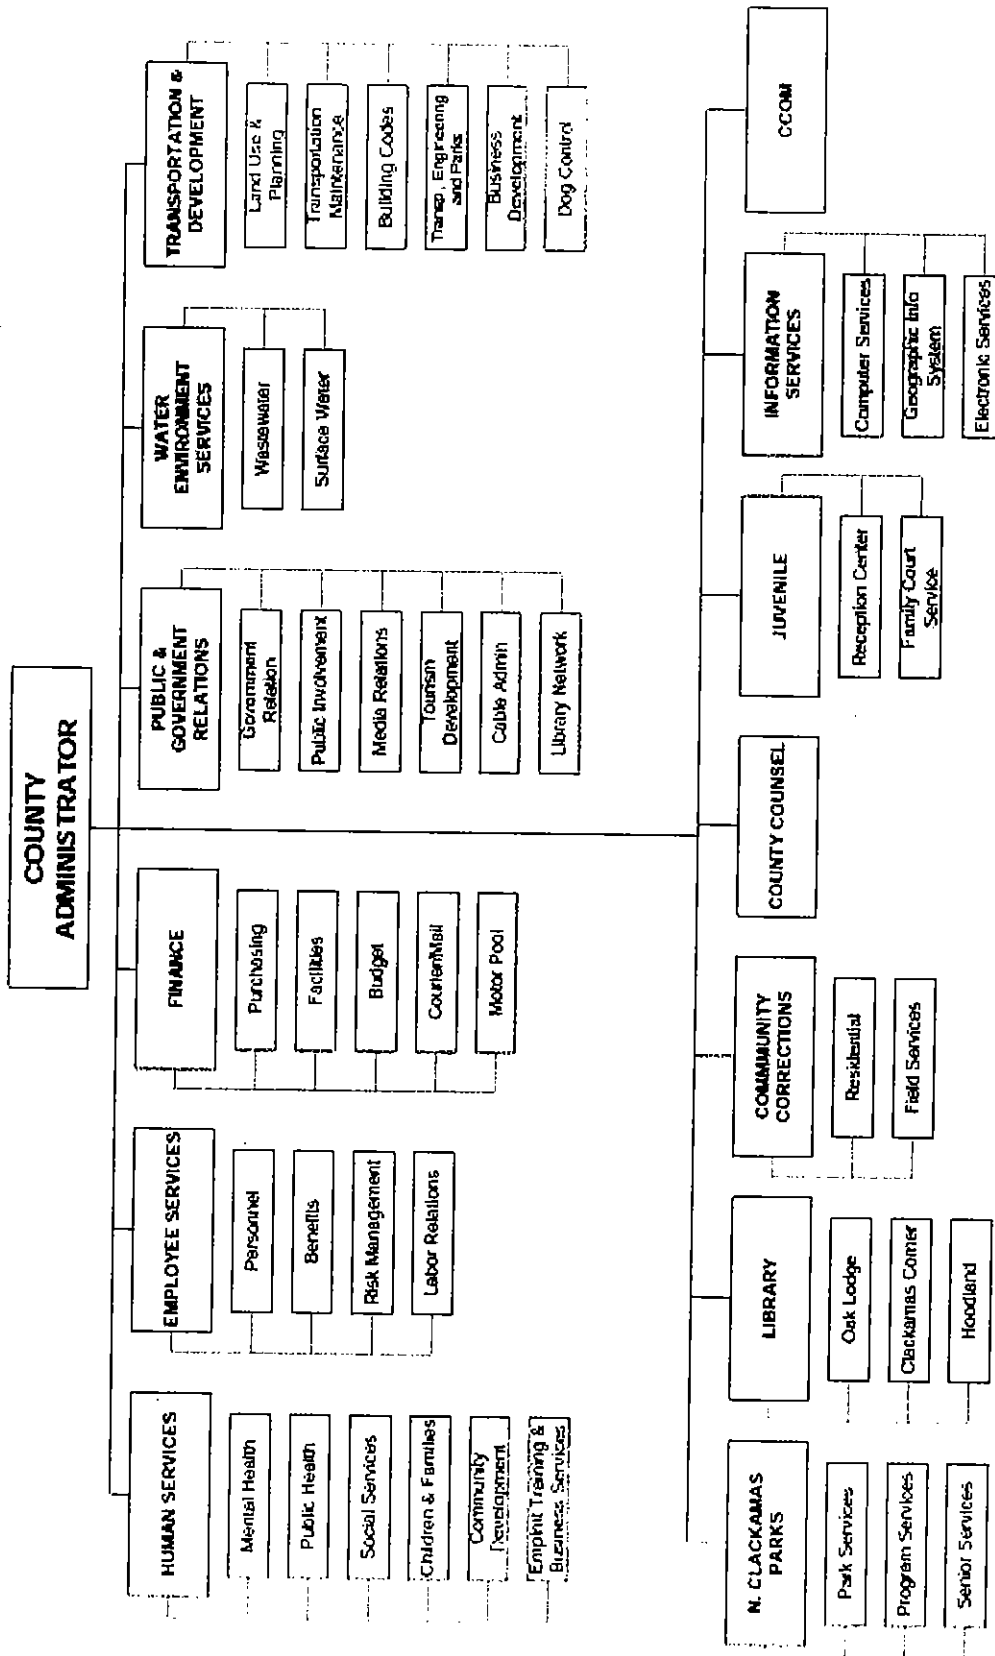 COUNTY
ADMINISTRATOR
HUMAN SERVICES
Mental Health
Public Health
Social Services
Children & Families
Community
Development
Emplmt Training &
Business Services
EMPLOYEE SERVICES
Personnel
Benefits
Risk Management
Labor Relations
FINANCE
Purchasing
Facilities
Budget
Courier/Mail
Motor Pool
PUBLIC &
GOVERNMENT
RELATIONS
Government
Relation
Public Involvement
Media Relations
Tourism
Development
Cable Admin
Library Network
WATER
ENVIRONMENT
SERVICES
Wastewater
Surface Water
TRANSPORTATION &
DEVELOPMENT
Land Use &
Planning
Transportation
Maintenance
Building Codes
Transp, Engineering
and Parks
Business
Development
Dog Control
N. CLACKAMAS
PARKS
Park Services
Program Services
Senior Services
LIBRARY
Oak Lodge
Clackamas Corner
Hoodland
COMMMUNITY
CORRECTIONS
Residential
Field Services
COUNTY COUNSEL
JUVENILE
Reception Center
Family Court
Service
INFORMATION
SERVICES
Computer Services
Geographic Info
System
Electronic Services
CCOM